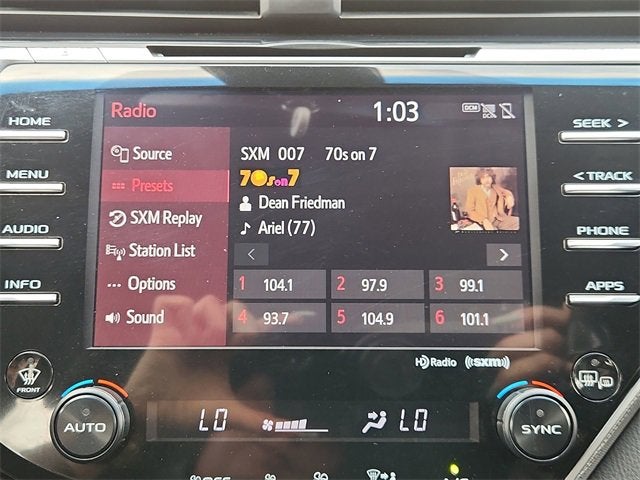 Radio 1:03 DCM
HOME SEEK >
MENU < TRACK
AUDIO PHONE
INFO APPS
Source
Presets
SXM Replay
Station List
Options
Sound
SXM 007 70s on 7
70s on 7
Dean Friedman
Ariel (77)
< >
1 104.1 2 97.9 3 99.1
4 93.7 5 104.9 6 101.1
HD Radio ((sxm))
FRONT
AUTO LO LO SYNC